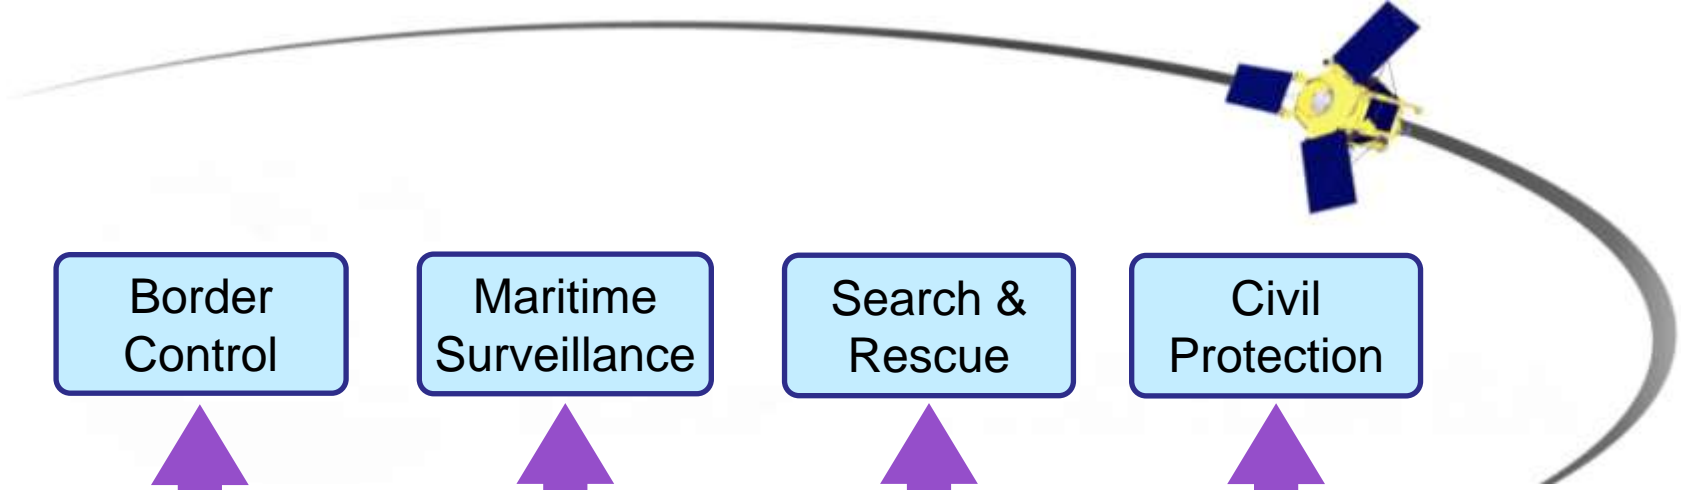 Border
Control
Maritime
Surveillance
Search &
Rescue
Civil
Protection